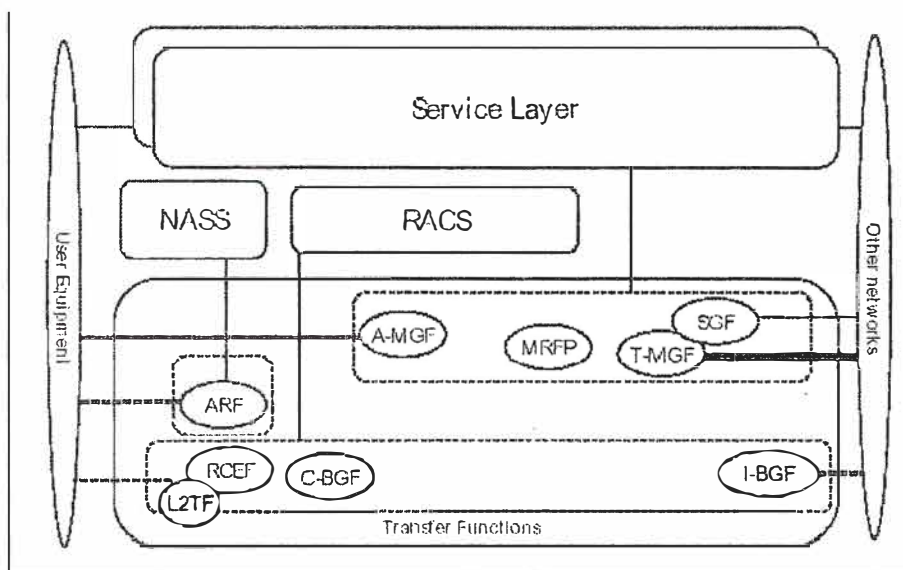 Service Layer
NASS
RACS
User Equipment
Other networks
A-MGF
MRFP
SGF
T-MGF
ARF
RCEF
C-BGF
I-BGF
L2TF
Transfer Functions